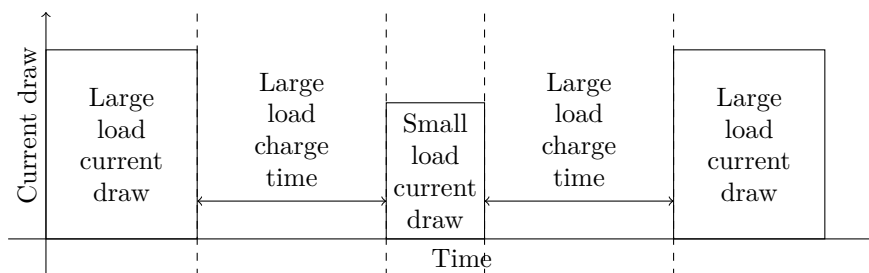 Current draw
Large
load
current
draw
Large
load
charge
time
Small
load
current
draw
Large
load
charge
time
Large
load
current
draw
Time